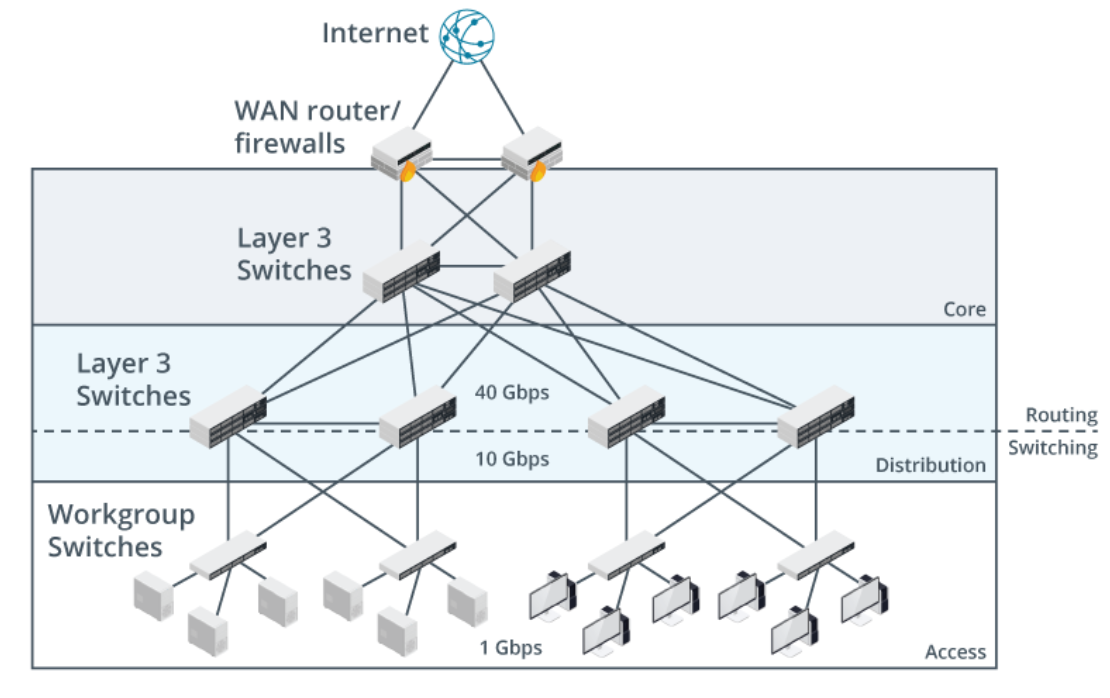 Internet
WAN router/
firewalls
Layer 3
Switches
Core
Layer 3
Switches
40 Gbps
Routing
Switching
10 Gbps
Distribution
Workgroup
Switches
1 Gbps
Access